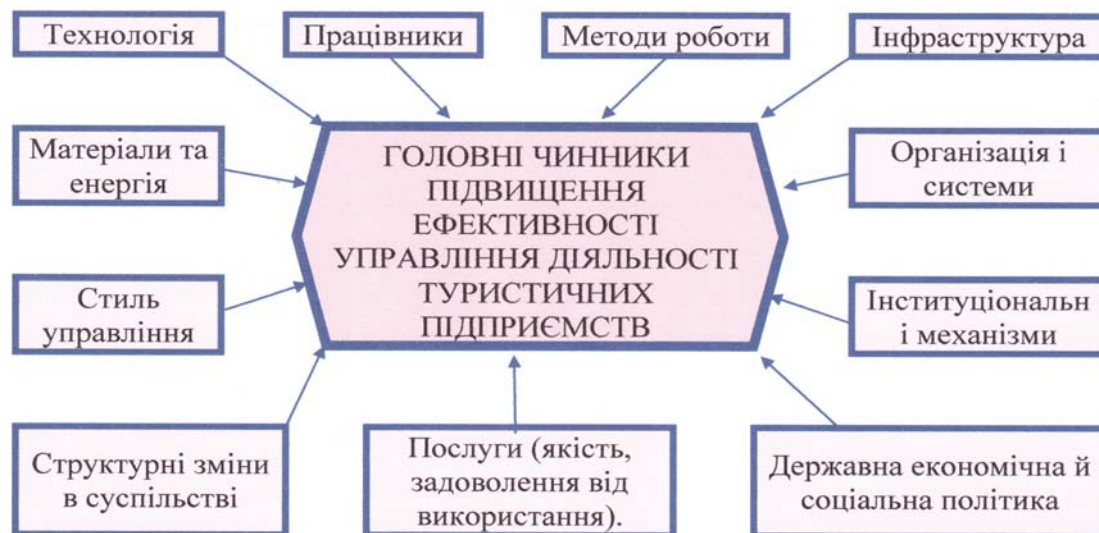 Технологія
Працівники
Методи роботи
Інфраструктура
Матеріали та
енергія
ГОЛОВНІ ЧИННИКИ
ПІДВИЩЕННЯ
ЕФЕКТИВНОСТІ
УПРАВЛІННЯ ДІЯЛЬНОСТІ
ТУРИСТИЧНИХ
ПІДПРИЄМСТВ
Організація і
системи
Стиль
управління
Інституціональн
і механізми
Структурні зміни
в суспільстві
Послуги (якість,
задоволення від
використання).
Державна економічна й
соціальна політика